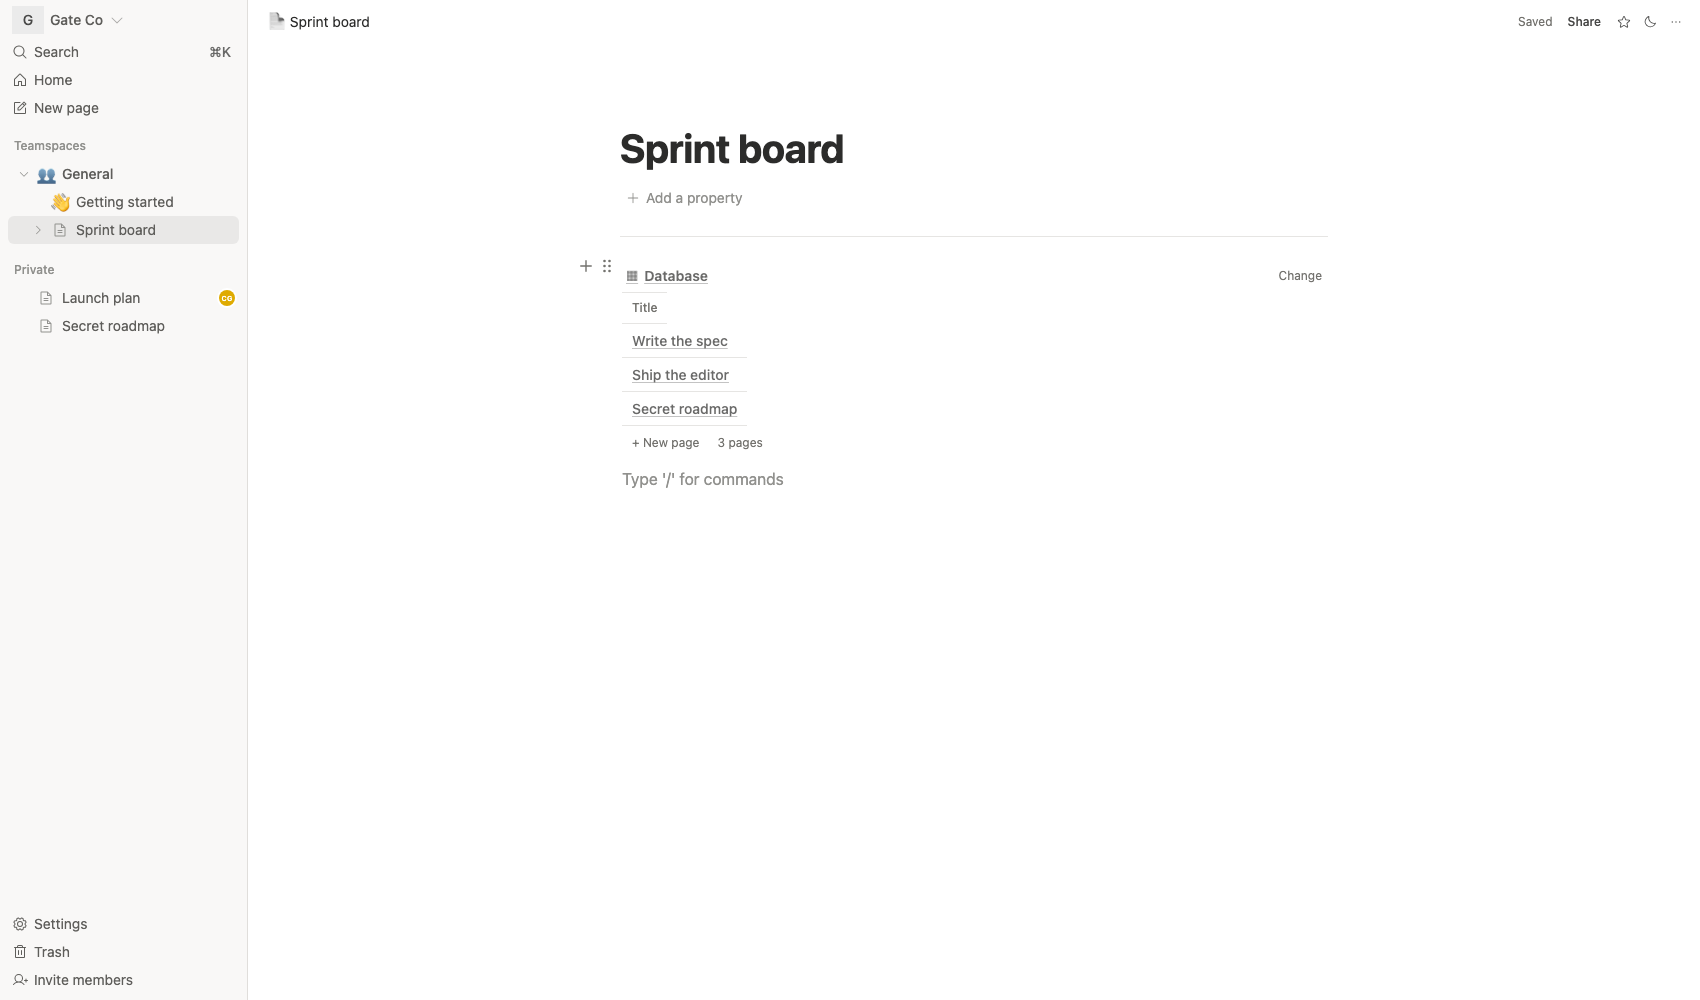 G Gate Co
Search ⌘K
Home
New page
Teamspaces
General
Getting started
Sprint board
Private
Launch plan CG
Secret roadmap
Settings
Trash
Invite members
Sprint board
Saved Share
Sprint board
Add a property
Database Change
Title
Write the spec
Ship the editor
Secret roadmap
+ New page 3 pages
Type '/' for commands